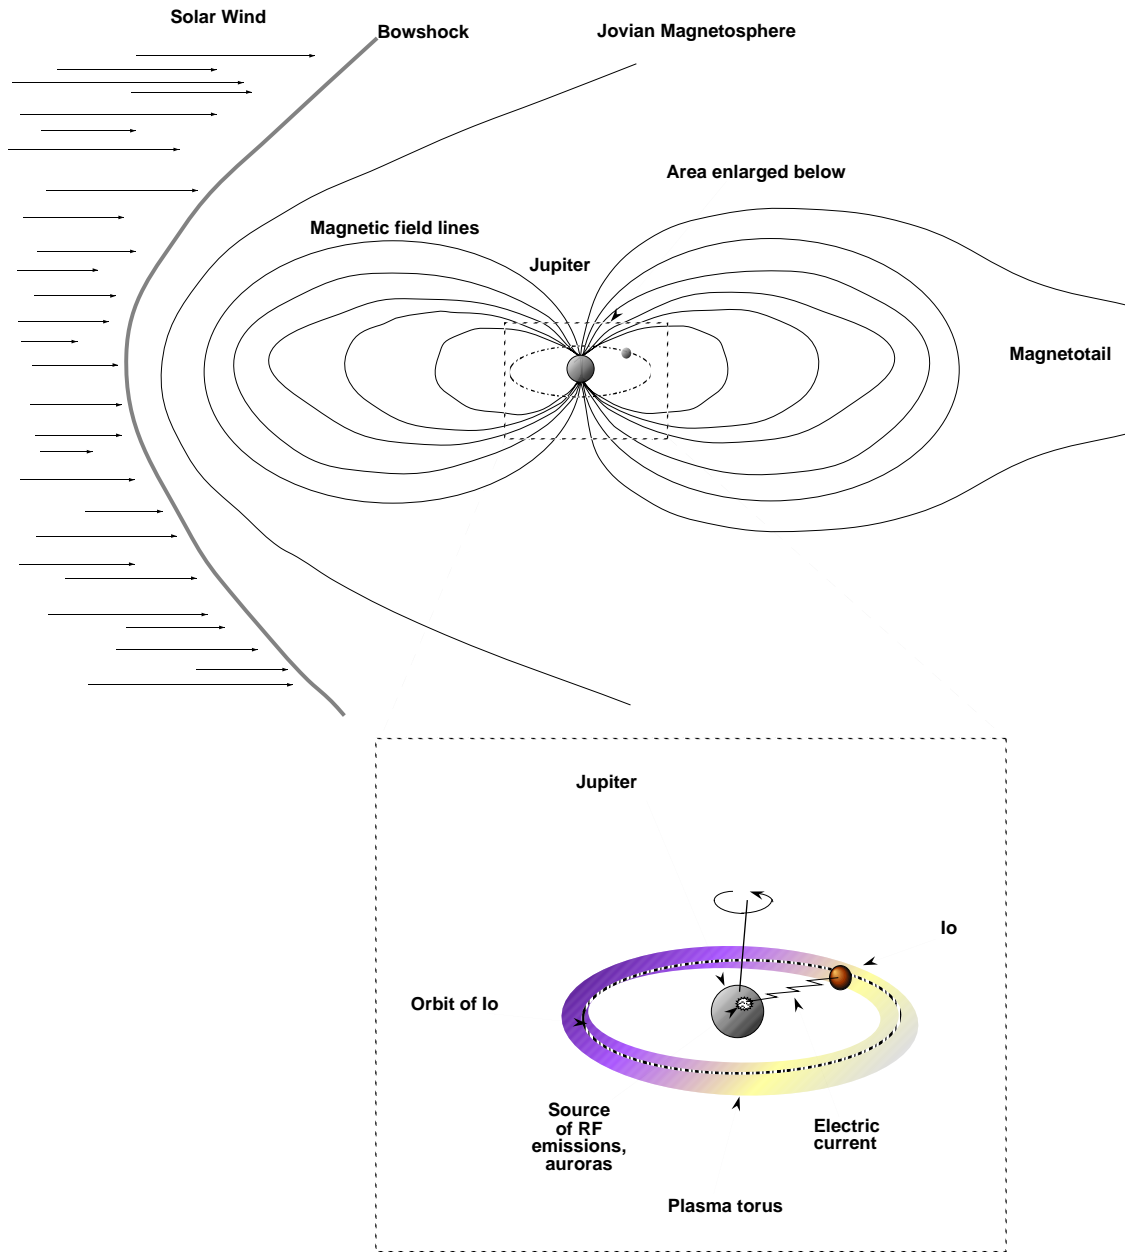 Solar Wind
Bowshock
Jovian Magnetosphere
Area enlarged below
Magnetic field lines
Jupiter
Magnetotail
Jupiter
Io
Orbit of Io
Source
of RF
emissions,
auroras
Electric
current
Plasma torus